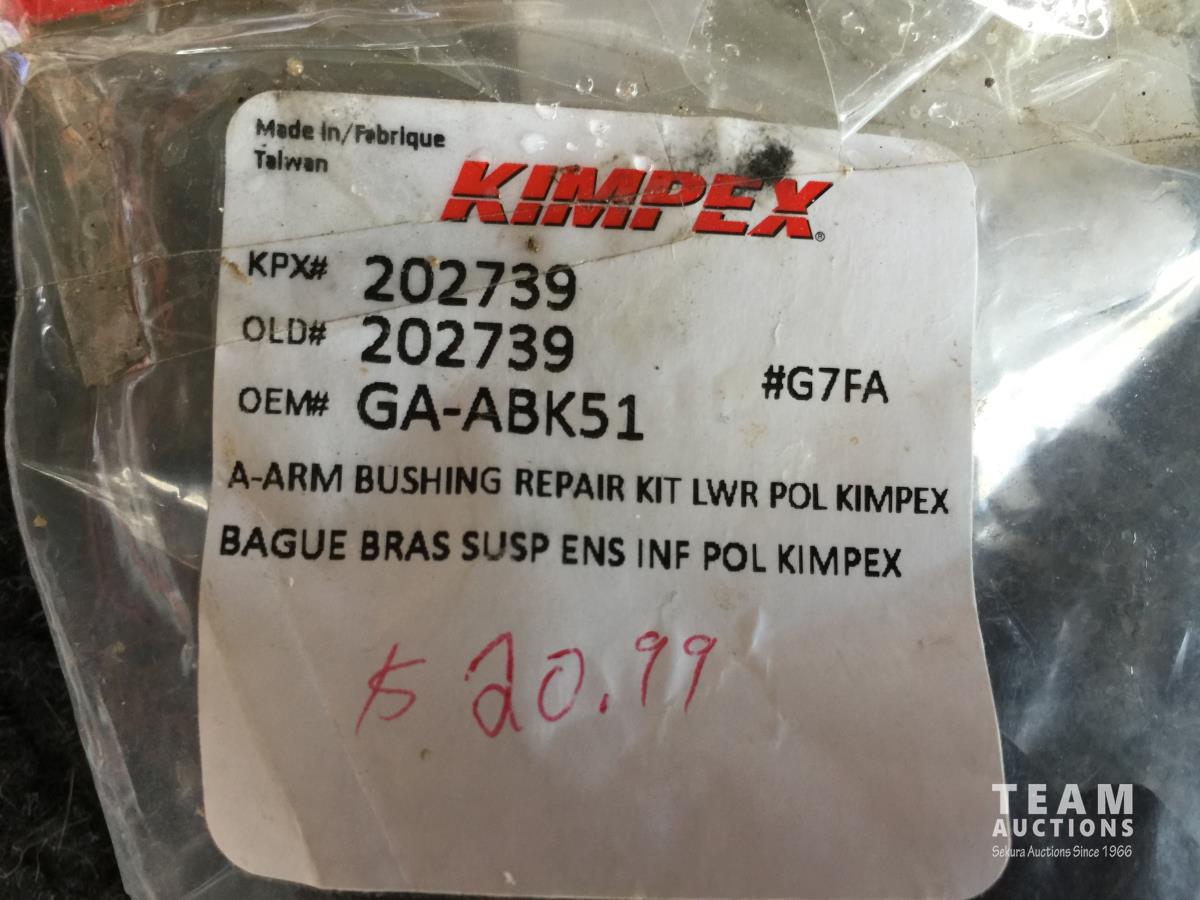 Made in/Fabrique
Taiwan
KIMPEX®
KPX# 202739
OLD# 202739
OEM# GA-ABK51
#G7FA
A-ARM BUSHING REPAIR KIT LWR POL KIMPEX
BAGUE BRAS SUSP ENS INF POL KIMPEX
$ 20.99
TEAM
AUCTIONS
Sekura Auctions Since 1966